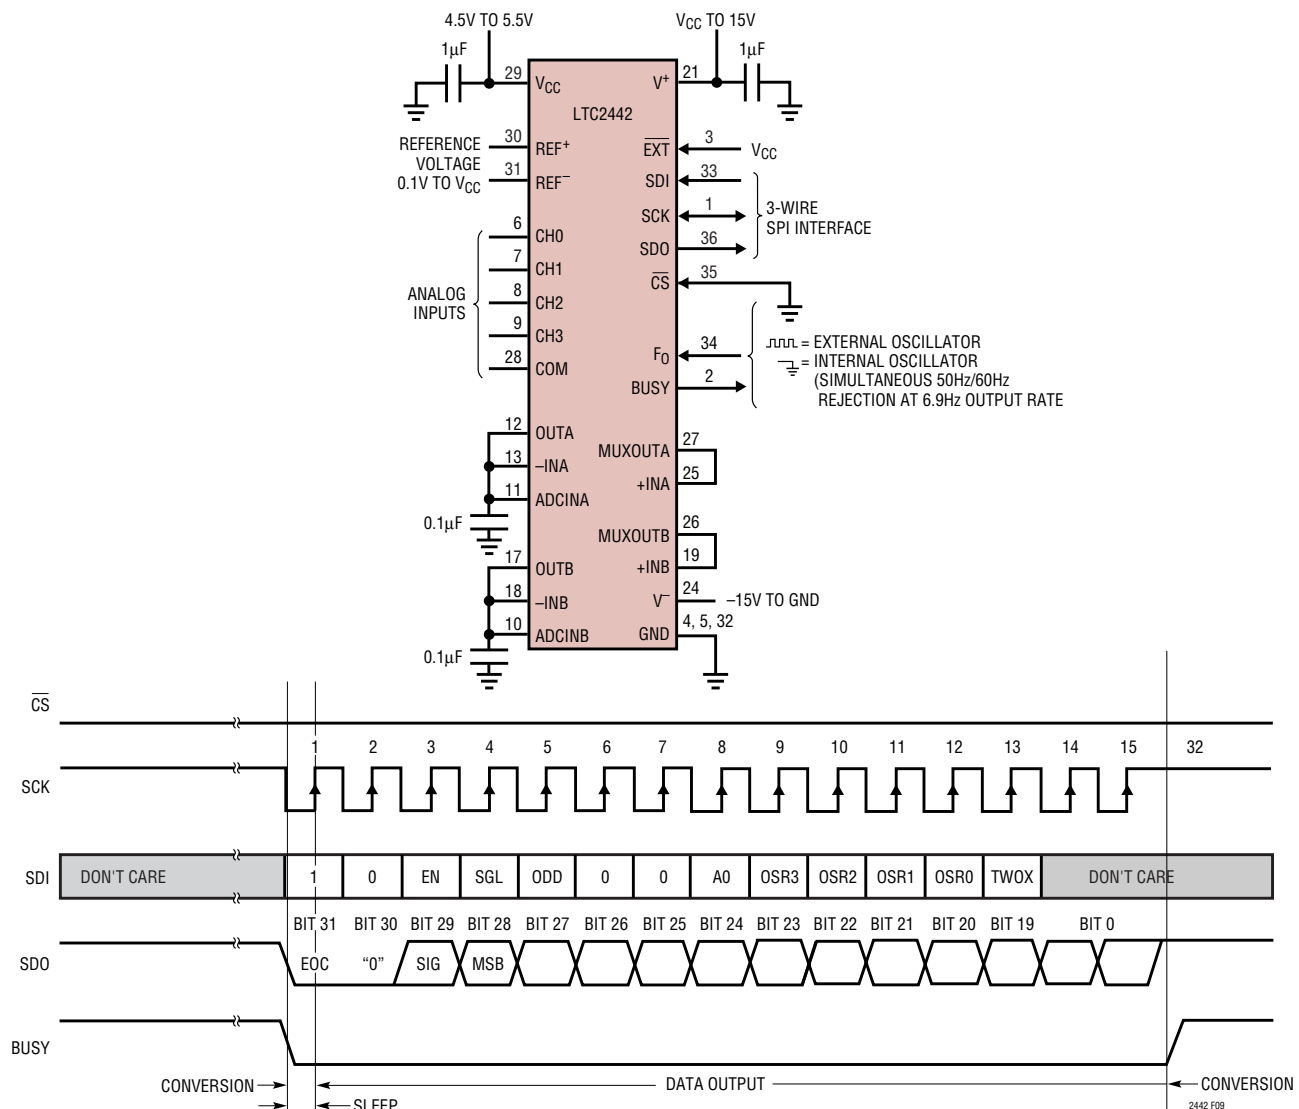 4.5V TO 5.5V
VCC TO 15V
1µF
1µF
29
VCC
V+
21
LTC2442
REFERENCE
VOLTAGE
0.1V TO VCC
30
REF+
31
REF–
EXT
3
VCC
SDI
33
SCK
1
SDO
36
3-WIRE
SPI INTERFACE
CS
35
ANALOG
INPUTS
6
CH0
7
CH1
8
CH2
9
CH3
28
COM
FO
34
BUSY
2
= EXTERNAL OSCILLATOR
= INTERNAL OSCILLATOR
(SIMULTANEOUS 50Hz/60Hz
REJECTION AT 6.9Hz OUTPUT RATE
12
OUTA
13
–INA
11
ADCINA
0.1µF
MUXOUTA
27
+INA
25
17
OUTB
18
–INB
10
ADCINB
0.1µF
MUXOUTB
26
+INB
19
V–
24
–15V TO GND
GND
4, 5, 32
CS
SCK
1 2 3 4 5 6 7 8 9 10 11 12 13 14 15 32
SDI
DON'T CARE 1 0 EN SGL ODD 0 0 A0 OSR3 OSR2 OSR1 OSR0 TWOX DON'T CARE
BIT 31 BIT 30 BIT 29 BIT 28 BIT 27 BIT 26 BIT 25 BIT 24 BIT 23 BIT 22 BIT 21 BIT 20 BIT 19 BIT 0
SDO
EOC "0" SIG MSB
BUSY
CONVERSION
DATA OUTPUT
CONVERSION
SLEEP
2442 F09